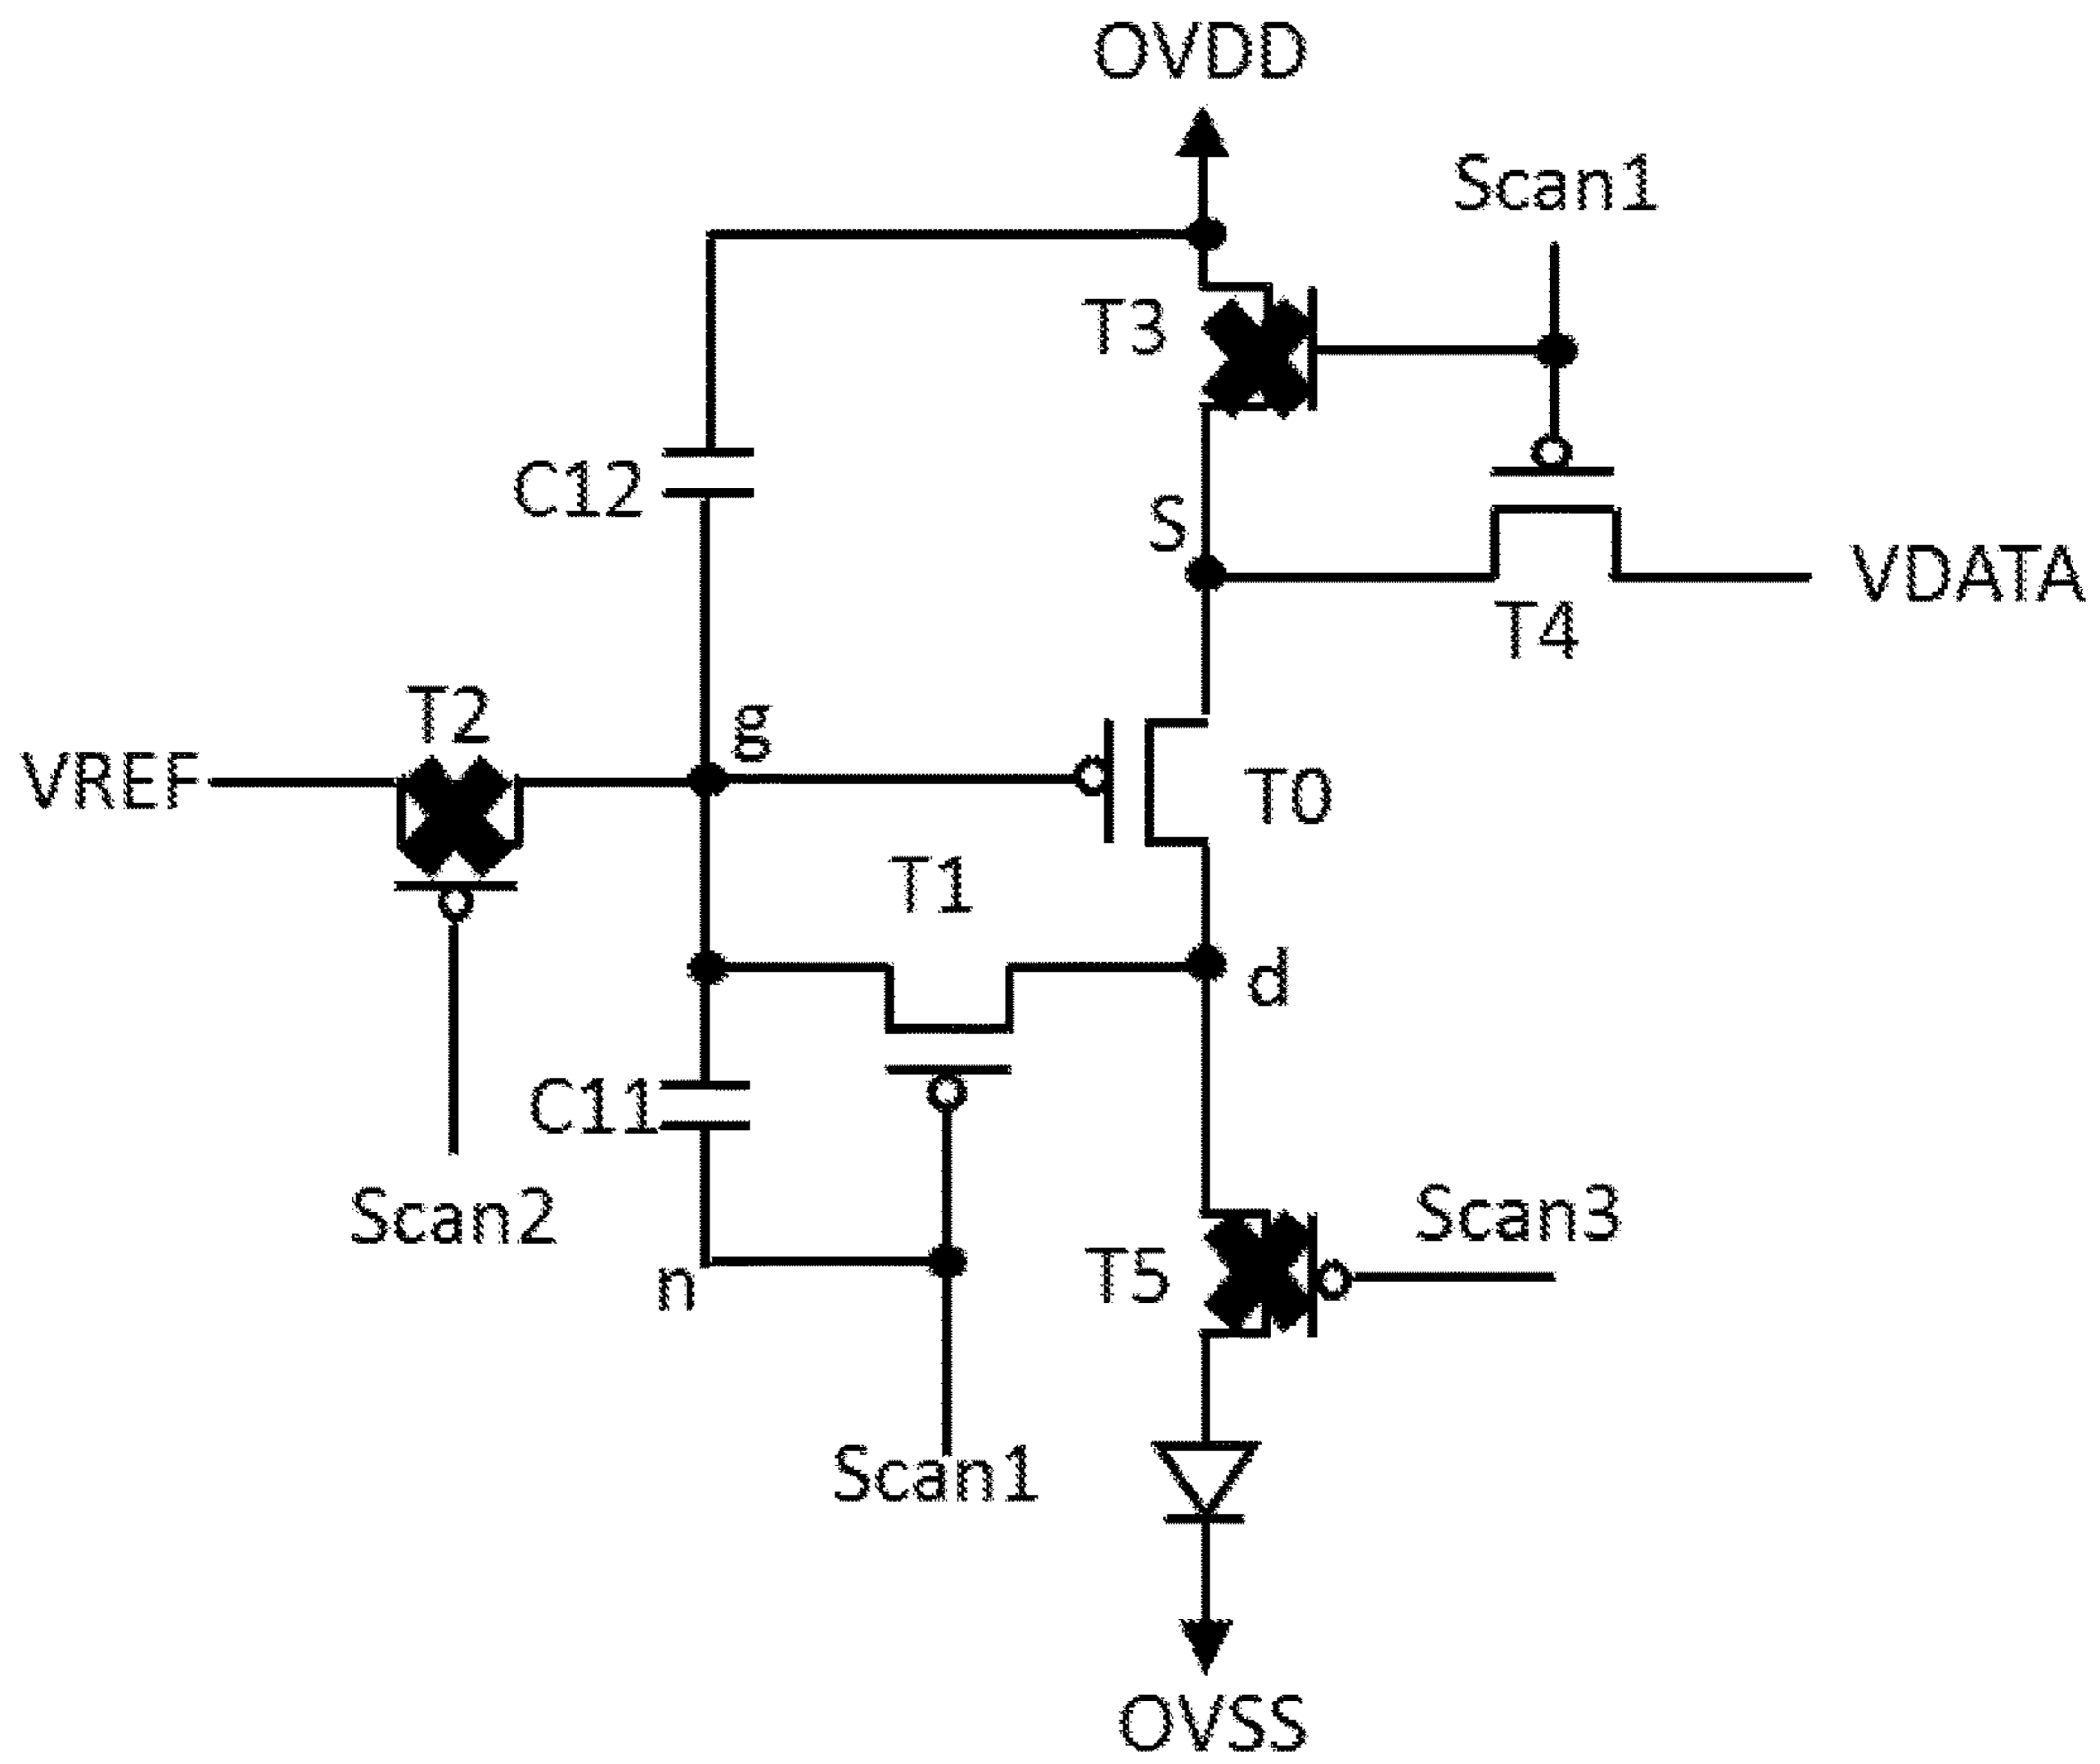 OVDD
Scan1
T3
C12
S
VDATA
T4
T2
g
VREF
T0
T1
d
C11
Scan2
Scan3
T5
n
Scan1
OVSS